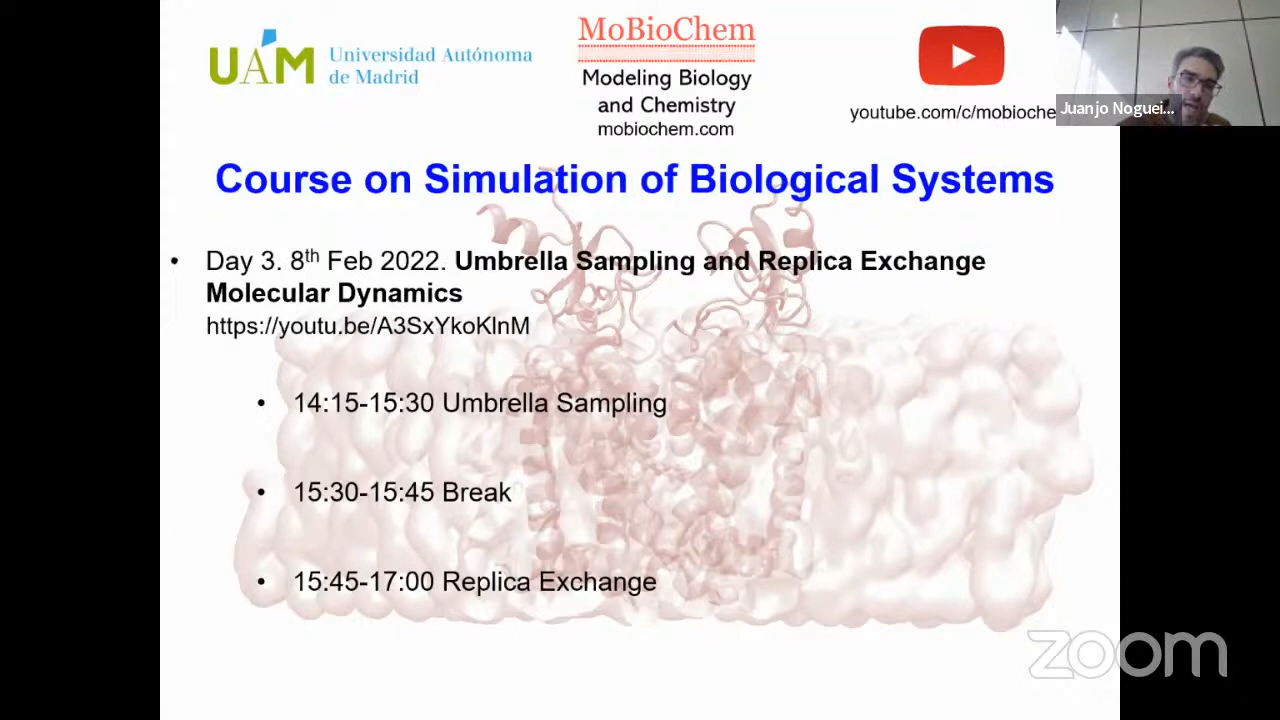 UAM Universidad Autónoma
de Madrid
MoBioChem
Modeling Biology
and Chemistry
mobiochem.com
youtube.com/c/mobioche
Juanjo Noguei...
Course on Simulation of Biological Systems
• Day 3. 8th Feb 2022. Umbrella Sampling and Replica Exchange
Molecular Dynamics
https://youtu.be/A3SxYkoKlnM
• 14:15-15:30 Umbrella Sampling
• 15:30-15:45 Break
• 15:45-17:00 Replica Exchange
zoom